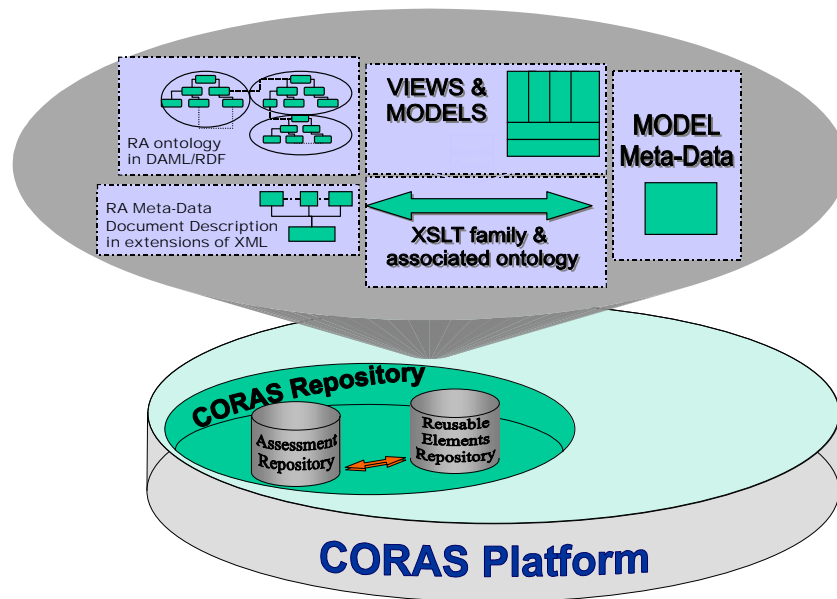 RA ontology
in DAML/RDF
VIEWS &
MODELS
MODEL
Meta-Data
RA Meta-Data
Document Description
in extensions of XML
XSLT family &
associated ontology
CORAS Repository
Assessment
Repository
Reusable
Elements
Repository
CORAS Platform